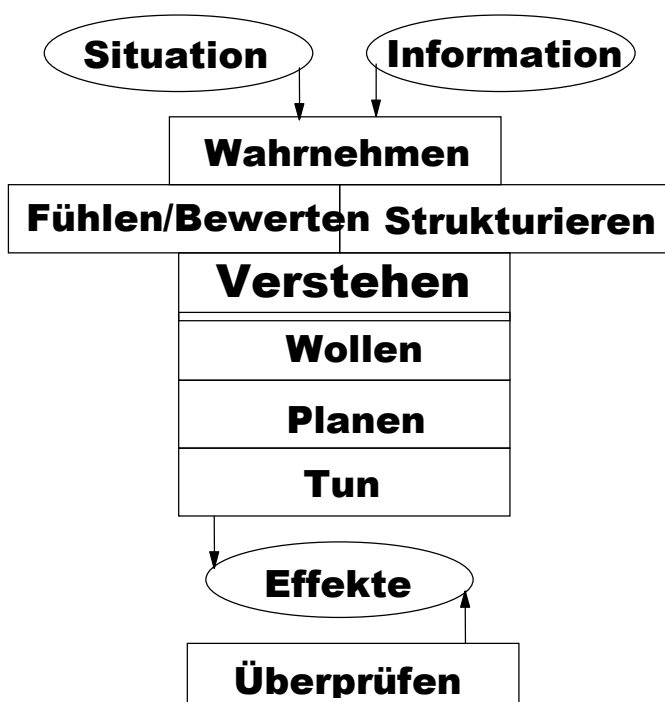 Situation Information
Wahrnehmen
Fühlen/Bewerten Strukturieren
Verstehen
Wollen
Planen
Tun
Effekte
Überprüfen